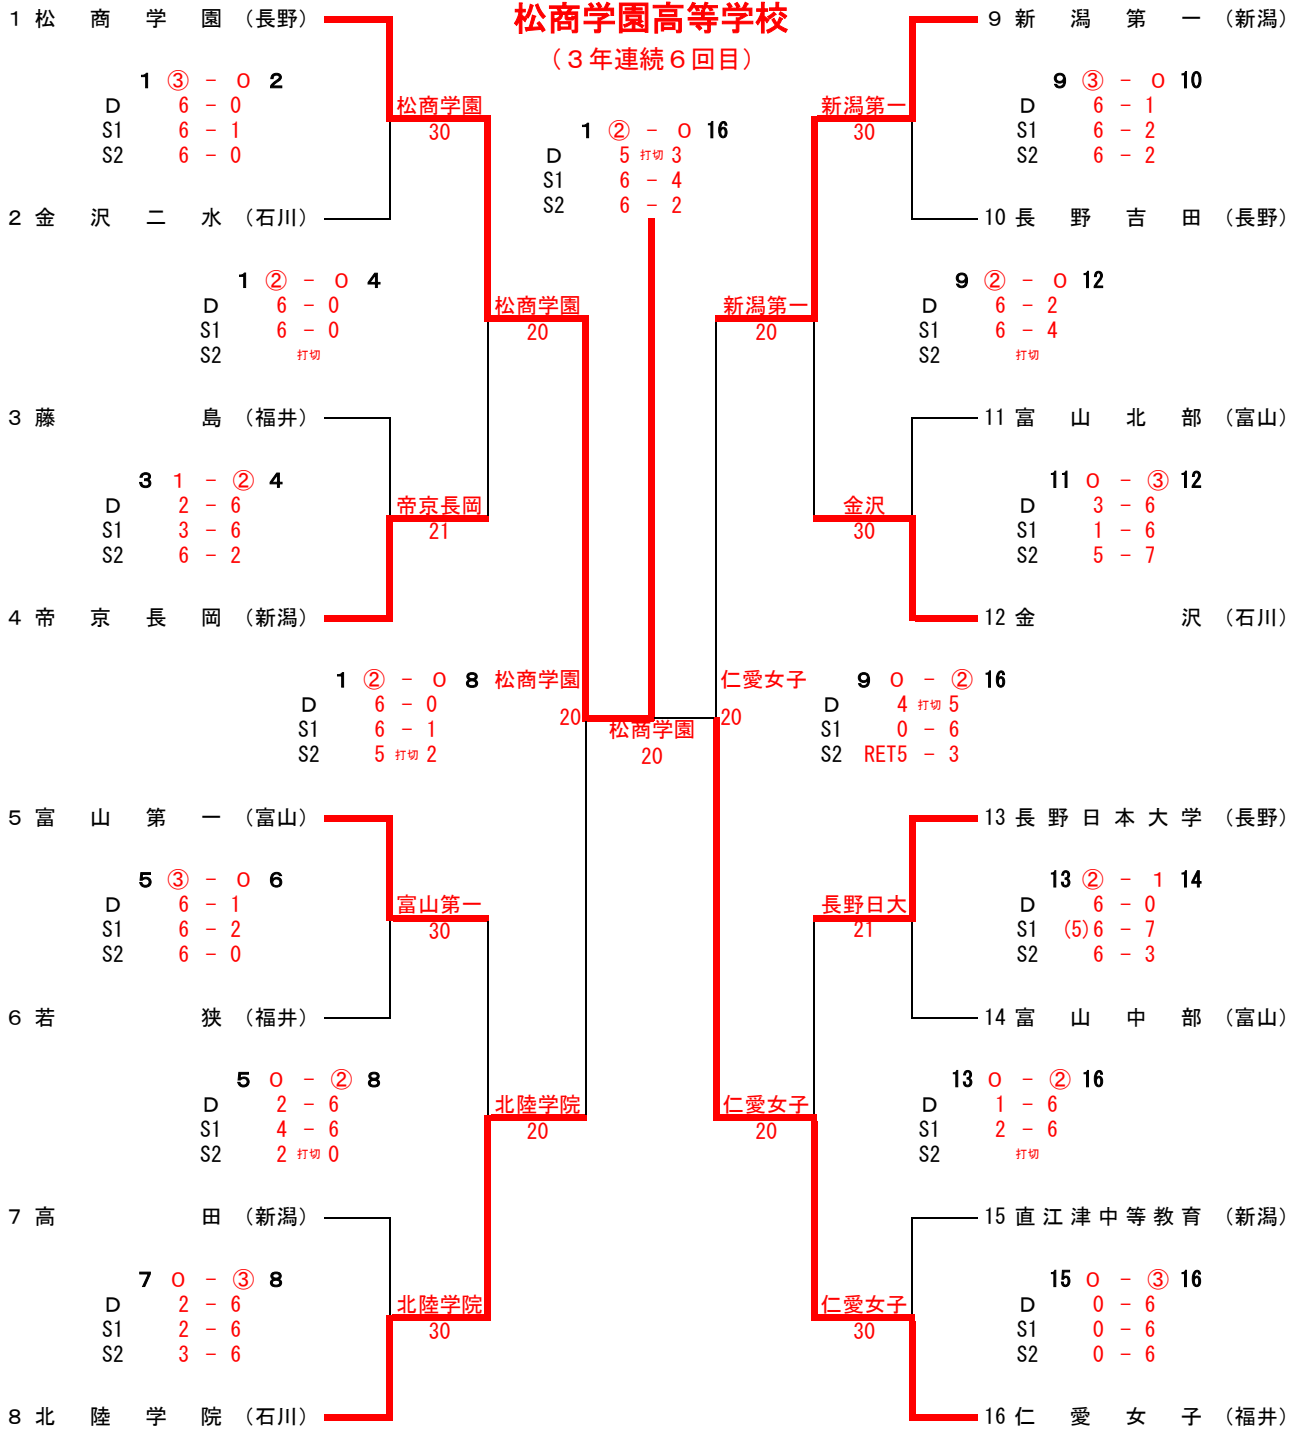 松商学園高等学校
（３年連続６回目）
1 ② － 0 16
D 5 打切 3
S1 6 － 4
S2 6 － 2
1 松商学園 （長野）
1 ③ － 0 2
D 6 － 0
S1 6 － 1
S2 6 － 0
松商学園
30
2 金沢二水 （石川）
1 ② － 0 4
D 6 － 0
S1 6 － 0
S2 打切
松商学園
20
3 藤島 （福井）
3 1 － ② 4
D 2 － 6
S1 3 － 6
S2 6 － 2
帝京長岡
21
4 帝京長岡 （新潟）
1 ② － 0 8
D 6 － 0
S1 6 － 1
S2 5 打切 2
松商学園
20
5 富山第一 （富山）
5 ③ － 0 6
D 6 － 1
S1 6 － 2
S2 6 － 0
富山第一
30
6 若狭 （福井）
5 0 － ② 8
D 2 － 6
S1 4 － 6
S2 2 打切 0
北陸学院
20
7 高田 （新潟）
7 0 － ③ 8
D 2 － 6
S1 2 － 6
S2 3 － 6
北陸学院
30
8 北陸学院 （石川）
松商学園
20
9 新潟第一 （新潟）
9 ③ － 0 10
D 6 － 1
S1 6 － 2
S2 6 － 2
新潟第一
30
10 長野吉田 （長野）
9 ② － 0 12
D 6 － 2
S1 6 － 4
S2 打切
新潟第一
20
11 富山北部 （富山）
11 0 － ③ 12
D 3 － 6
S1 1 － 6
S2 5 － 7
金沢
30
12 金沢 （石川）
9 0 － ② 16
D 4 打切 5
S1 0 － 6
S2 RET5 － 3
仁愛女子
20
13 長野日本大学 （長野）
13 ② － 1 14
D 6 － 0
S1 (5)6 － 7
S2 6 － 3
長野日大
21
14 富山中部 （富山）
13 0 － ② 16
D 1 － 6
S1 2 － 6
S2 打切
仁愛女子
20
15 直江津中等教育 （新潟）
15 0 － ③ 16
D 0 － 6
S1 0 － 6
S2 0 － 6
仁愛女子
30
16 仁愛女子 （福井）